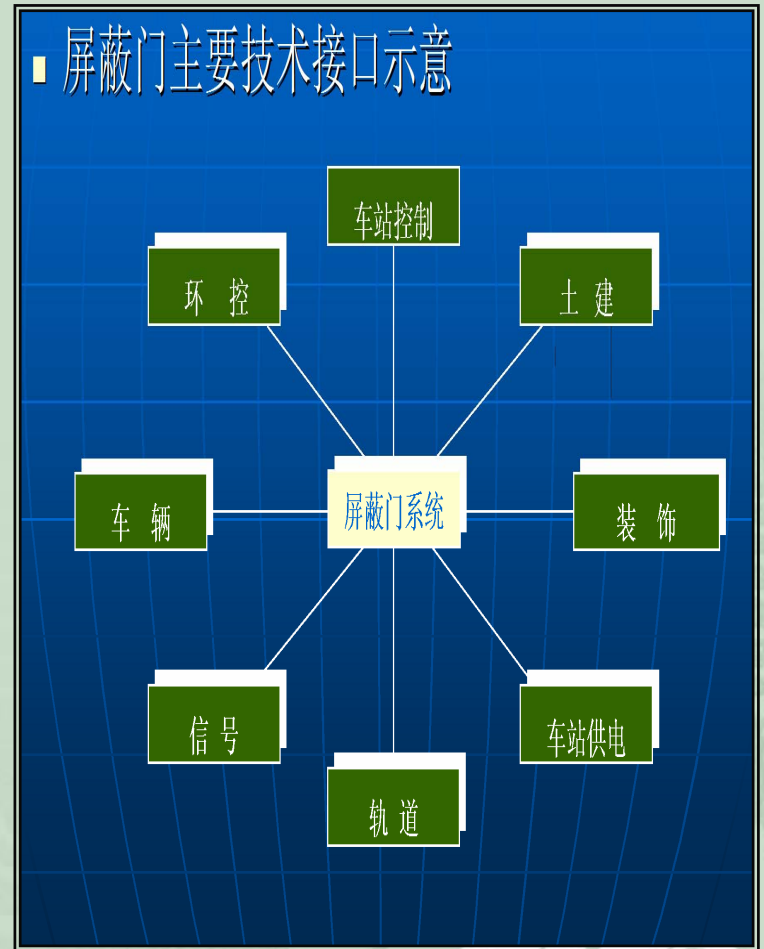 屏蔽门主要技术接口示意
车站控制
环 控
土 建
车 辆
屏蔽门系统
装 饰
信 号
车站供电
轨 道